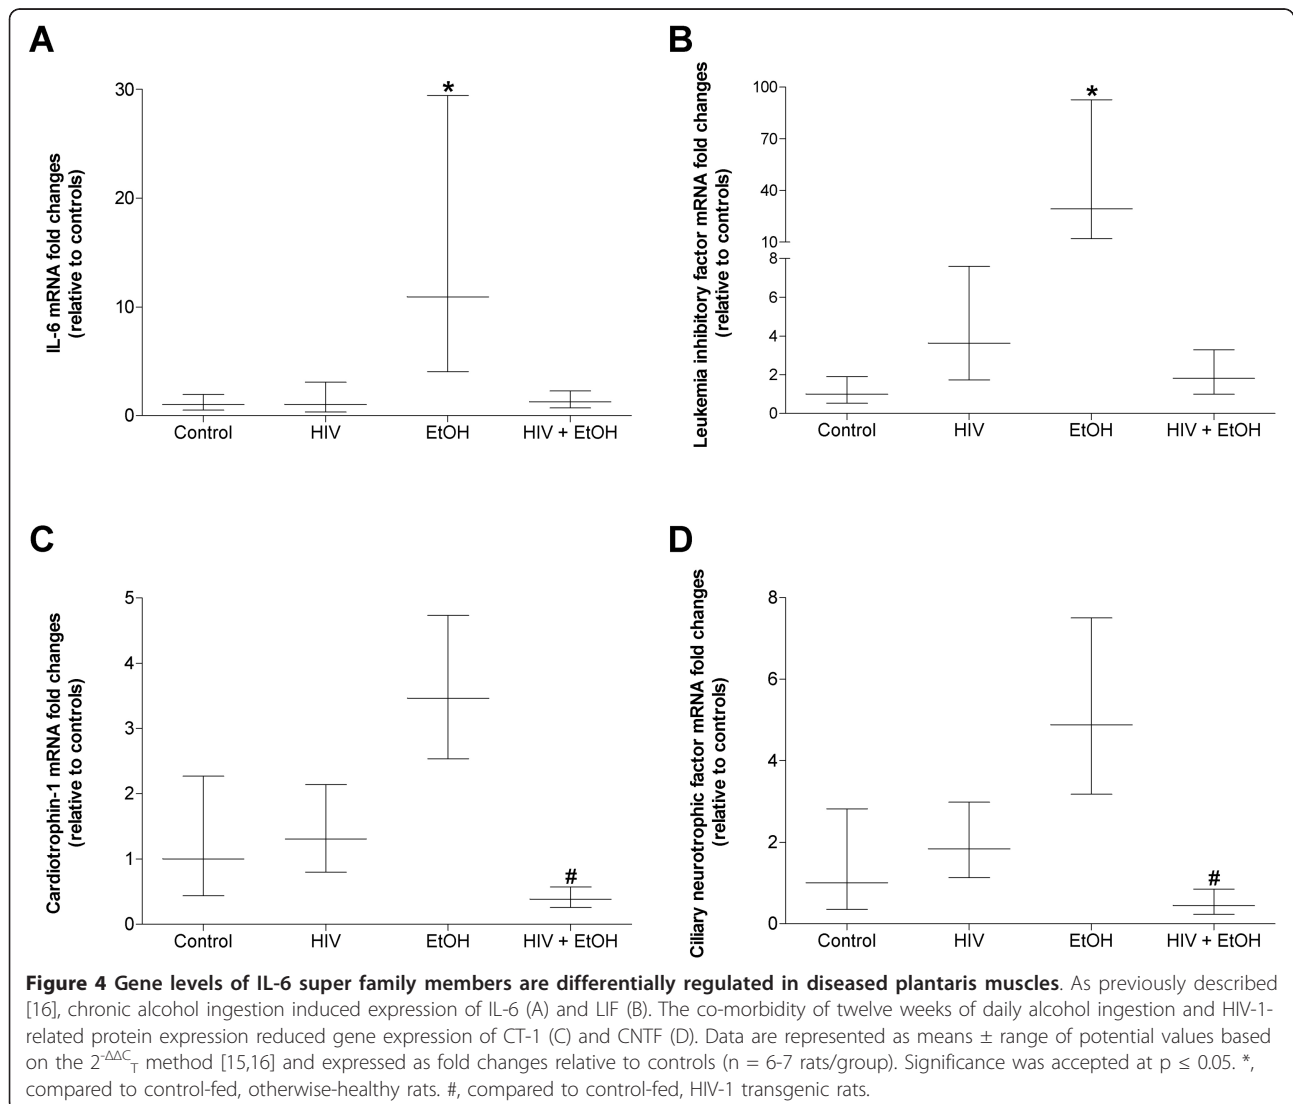 A
IL-6 mRNA fold changes
(relative to controls)
30
20
10
0
*
Control HIV EtOH HIV + EtOH
B
Leukemia inhibitory factor mRNA fold changes
(relative to controls)
100
70
40
10
8
6
4
2
0
*
Control HIV EtOH HIV + EtOH
C
Cardiotrophin-1 mRNA fold changes
(relative to controls)
5
4
3
2
1
0
#
Control HIV EtOH HIV + EtOH
D
Ciliary neurotrophic factor mRNA fold changes
(relative to controls)
8
6
4
2
0
#
Control HIV EtOH HIV + EtOH
Figure 4 Gene levels of IL-6 super family members are differentially regulated in diseased plantaris muscles. As previously described
[16], chronic alcohol ingestion induced expression of IL-6 (A) and LIF (B). The co-morbidity of twelve weeks of daily alcohol ingestion and HIV-1-
related protein expression reduced gene expression of CT-1 (C) and CNTF (D). Data are represented as means ± range of potential values based
on the 2^-ΔΔC_T method [15,16] and expressed as fold changes relative to controls (n = 6-7 rats/group). Significance was accepted at p ≤ 0.05. *,
compared to control-fed, otherwise-healthy rats. #, compared to control-fed, HIV-1 transgenic rats.